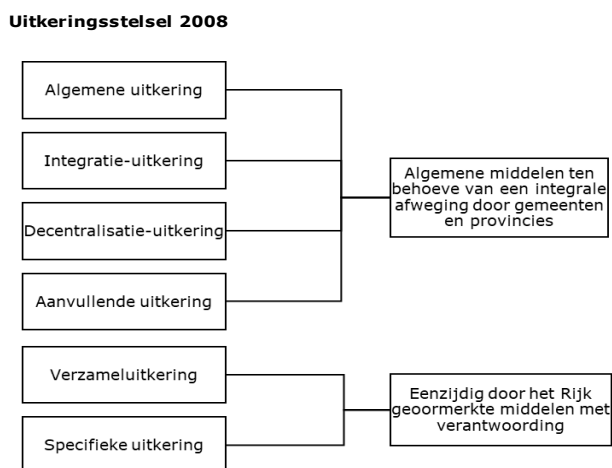 Uitkeringsstelsel 2008
Algemene uitkering
Integratie-uitkering
Decentralisatie-uitkering
Aanvullende uitkering
Algemene middelen ten
behoeve van een integrale
afweging door gemeenten
en provincies
Verzameluitkering
Specifieke uitkering
Eenzijdig door het Rijk
geoormerkte middelen met
verantwoording